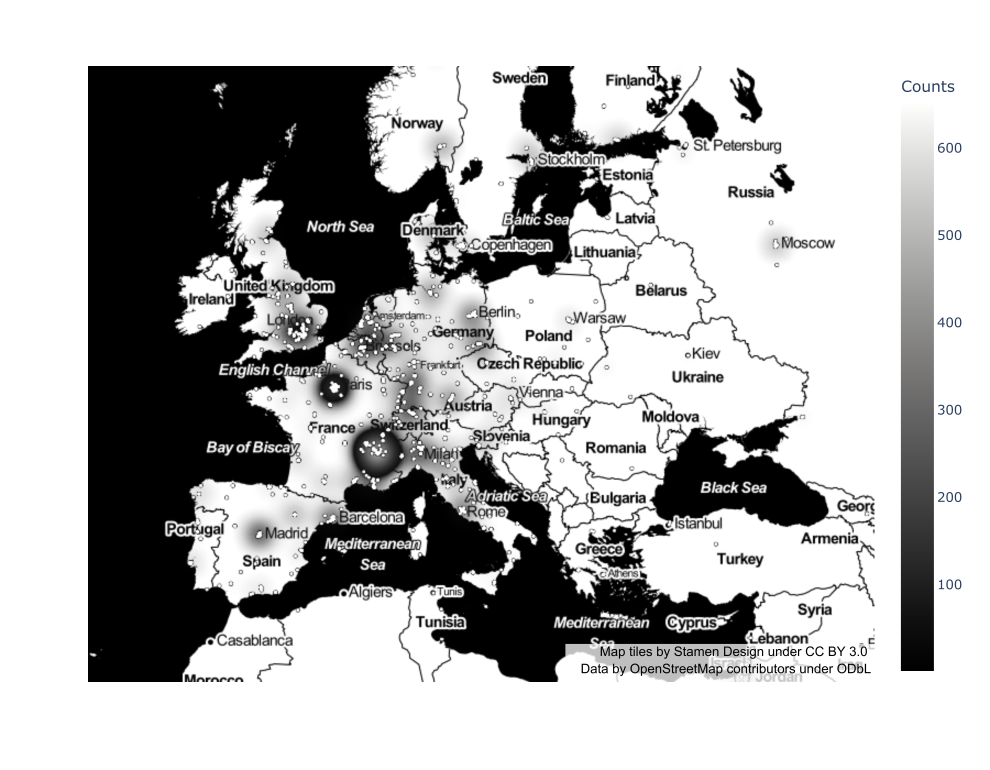 Counts
Sweden
Finland
Norway
600
St. Petersburg
Stockholm
Estonia
Russia
Latvia
Baltic Sea
North Sea
Denmark
500
Copenhagen
Moscow
Lithuania
United Kingdom
Belarus
Ireland
Berlin
Amsterdam
London
Warsaw
400
Germany
Poland
Brussels
Kiev
English Channel
Frankfurt
Czech Republic
Ukraine
Paris
Vienna
Austria
300
Hungary
Moldova
France
Switzerland
Slovenia
Bay of Biscay
Milan
Romania
Italy
Black Sea
Adriatic Sea
Bulgaria
200
Georg
Rome
Barcelona
Istanbul
Portugal
Madrid
Armenia
Mediterranean
Sea
Greece
Spain
Turkey
Athens
100
Algiers
Tunis
Syria
Tunisia
Mediterranean
Sea
Cyprus
Casablanca
Lebanon
Map tiles by Stamen Design under CC BY 3.0
Israel
Data by OpenStreetMap contributors under ODbL
Jordan
Morocco